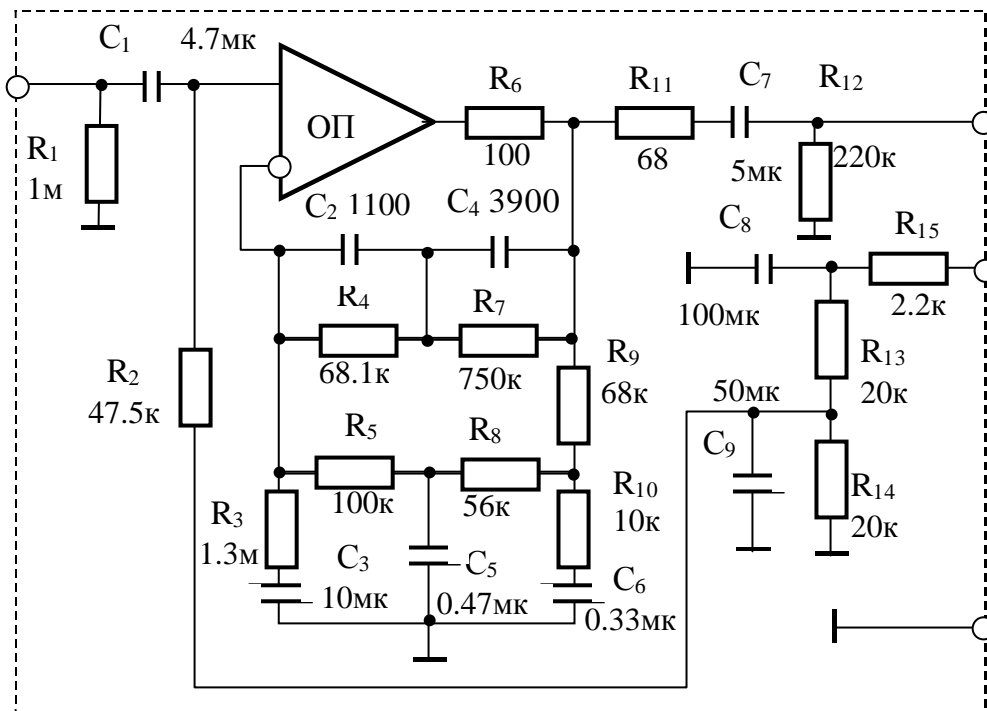 C1
4.7мк
R1
1м
ОП
R6
100
R11
68
C7
5мк
R12
220к
C2 1100
C4 3900
C8
100мк
R15
2.2к
R4
68.1к
R7
750к
R2
47.5к
R9
68к
R13
20к
50мк
C9
R5
100к
R8
56к
R10
10к
R14
20к
R3
1.3м
C3
10мк
C5
0.47мк
C6
0.33мк